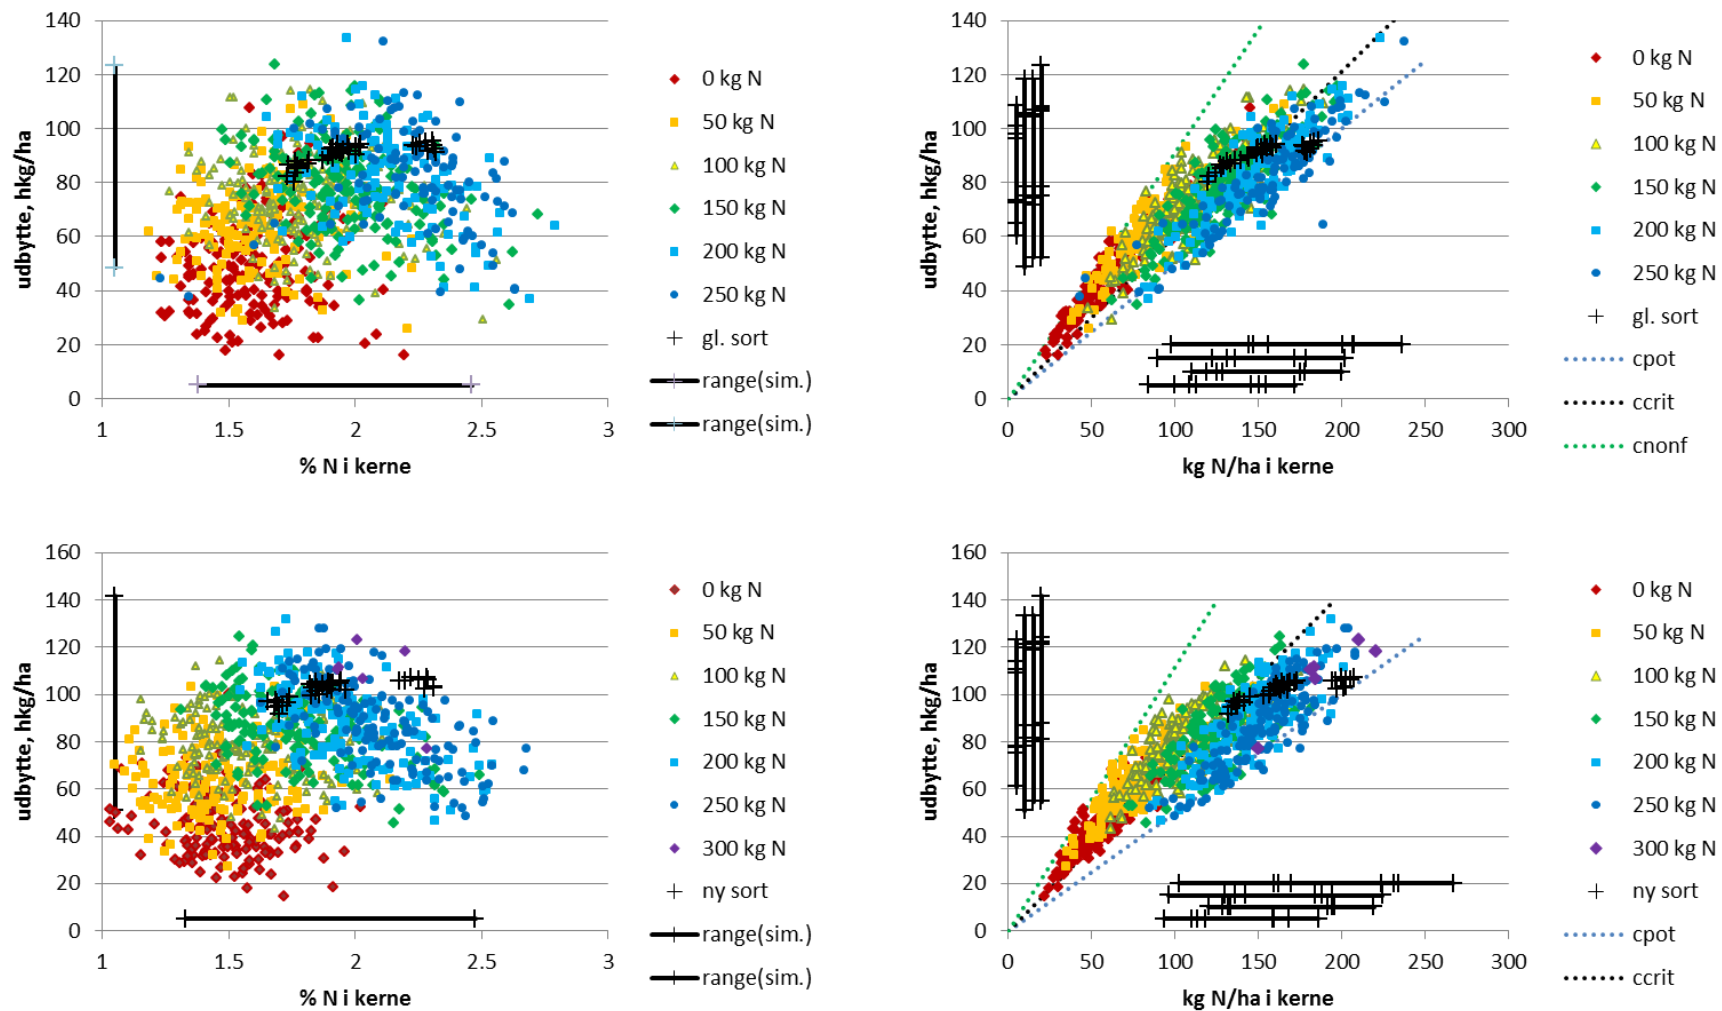 140
120
100
80
60
40
20
0
udbytte, hkg/ha
1
1.5
2
2.5
3
% N i kerne
0 kg N
50 kg N
100 kg N
150 kg N
200 kg N
250 kg N
gl. sort
range(sim.)
range(sim.)
140
120
100
80
60
40
20
0
udbytte, hkg/ha
0
50
100
150
200
250
300
kg N/ha i kerne
0 kg N
50 kg N
100 kg N
150 kg N
200 kg N
250 kg N
gl. sort
cpot
ccrit
cnonf
160
140
120
100
80
60
40
20
0
udbytte, hkg/ha
1
1.5
2
2.5
3
% N i kerne
0 kg N
50 kg N
100 kg N
150 kg N
200 kg N
250 kg N
300 kg N
ny sort
range(sim.)
range(sim.)
160
140
120
100
80
60
40
20
0
udbytte, hkg/ha
0
50
100
150
200
250
300
kg N/ha i kerne
0 kg N
50 kg N
100 kg N
150 kg N
200 kg N
250 kg N
300 kg N
ny sort
cpot
ccrit